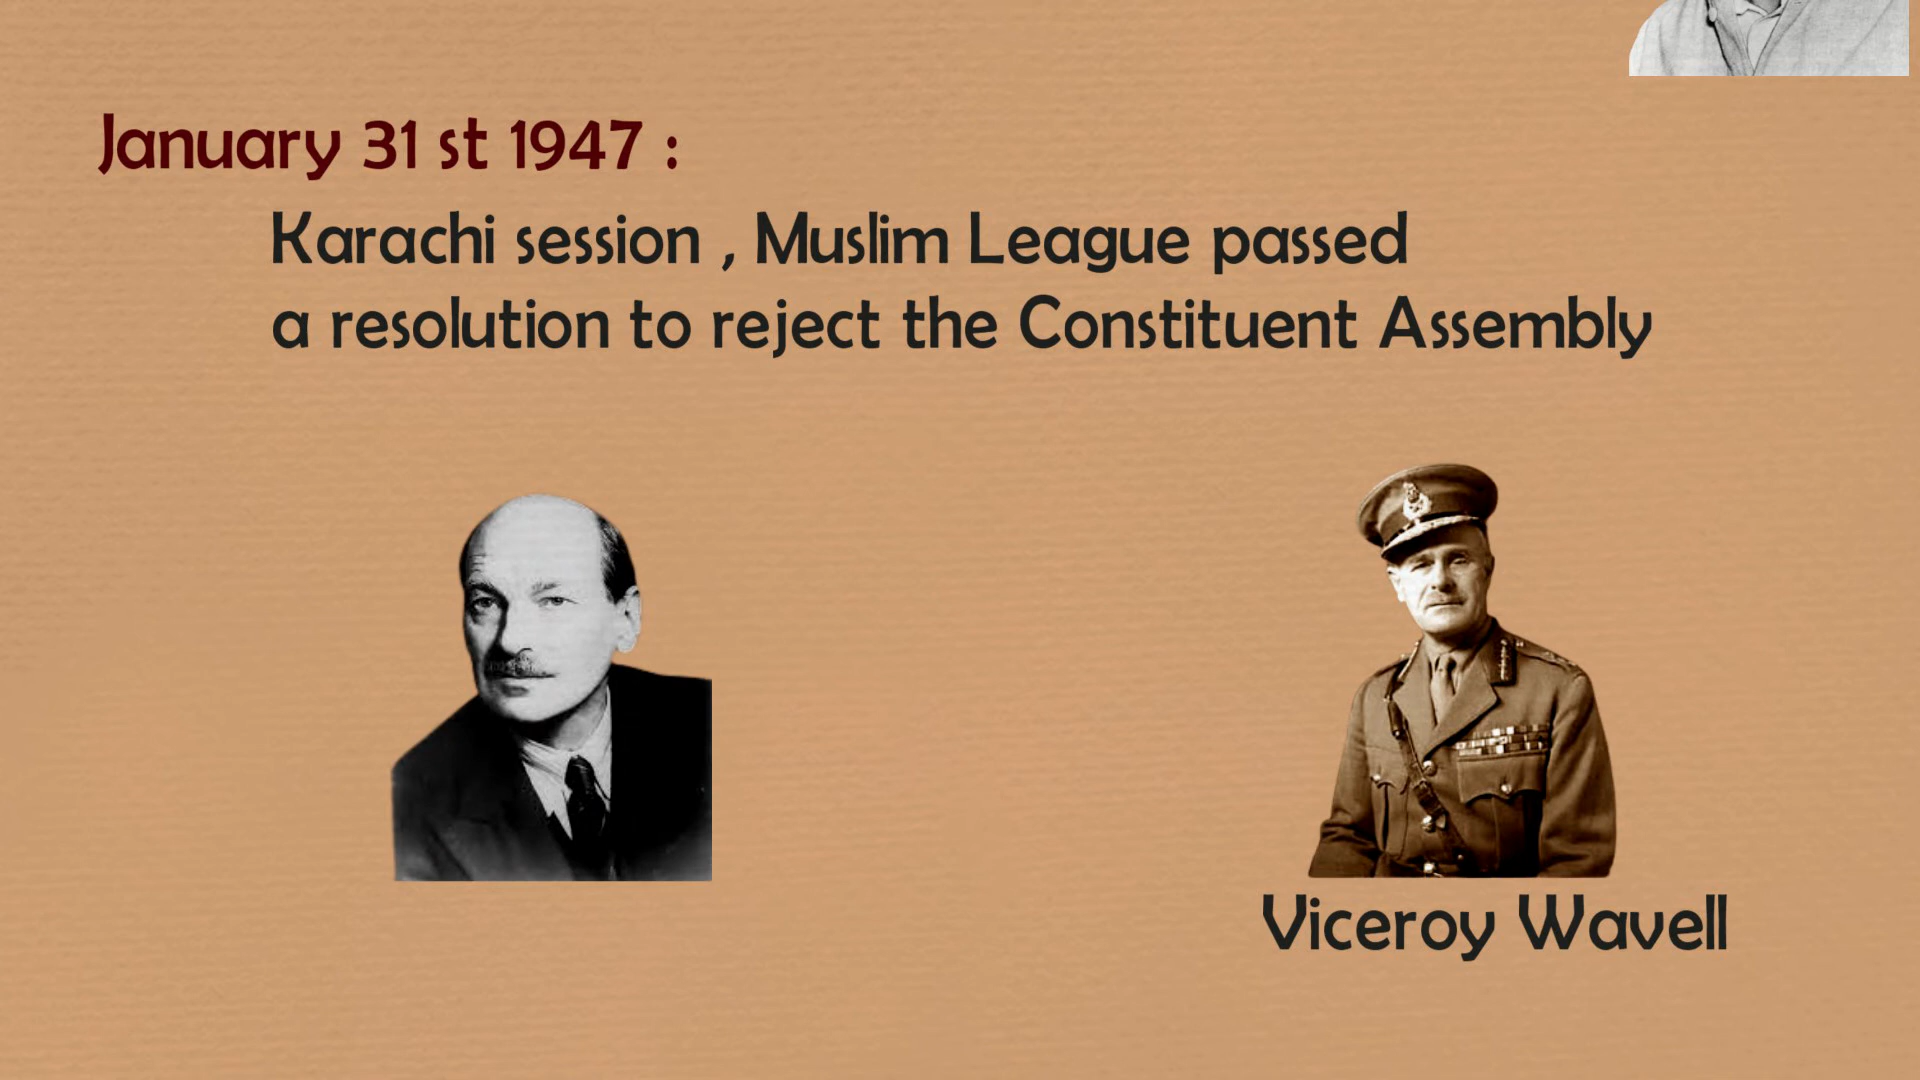 January 31 st 1947 :
Karachi session , Muslim League passed
a resolution to reject the Constituent Assembly
Viceroy Wavell